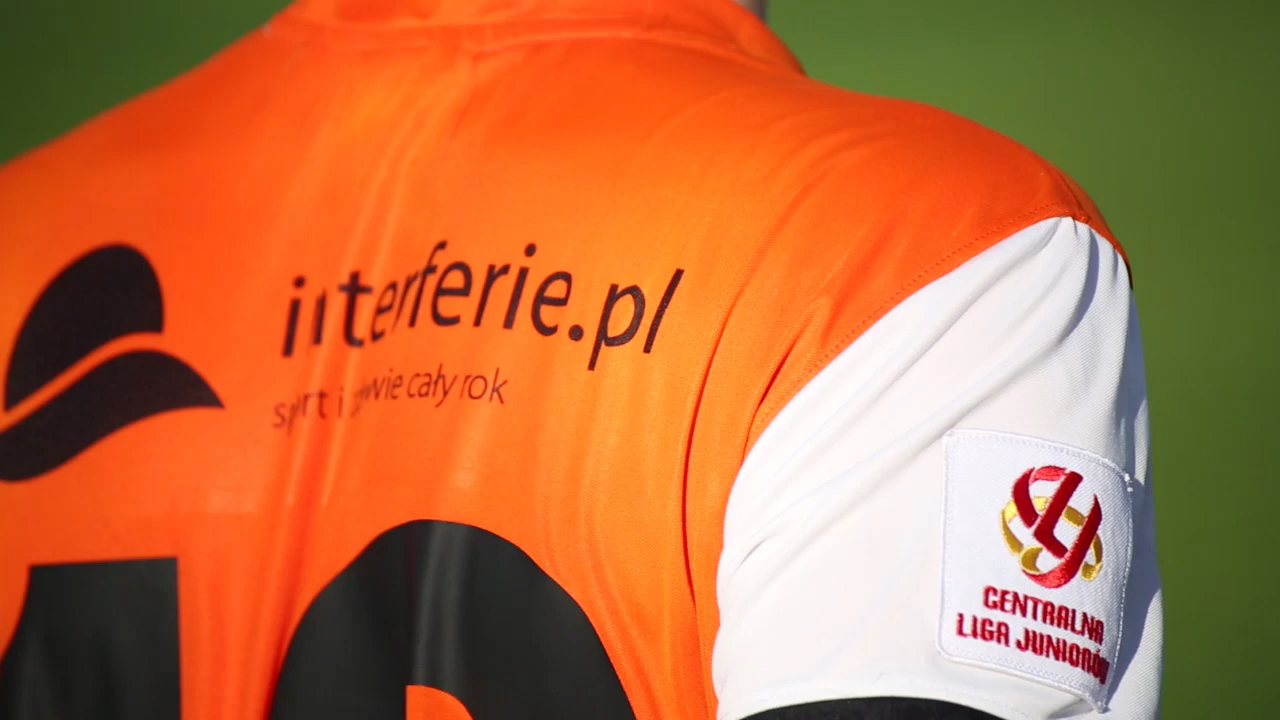 interferie.pl
sport i zdrowie cały rok
CENTRALNA
LIGA JUNIORÓW